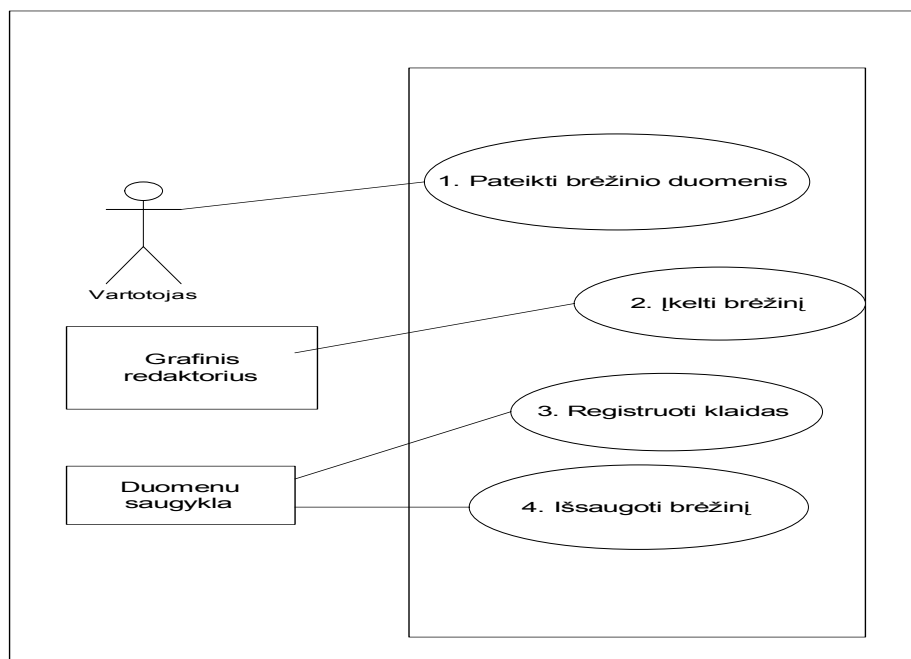 1. Pateikti brėžinio duomenis
Vartotojas
2. Įkelti brėžinį
Grafinis
redaktorius
3. Registruoti klaidas
Duomenu
saugykla
4. Išsaugoti brėžinį